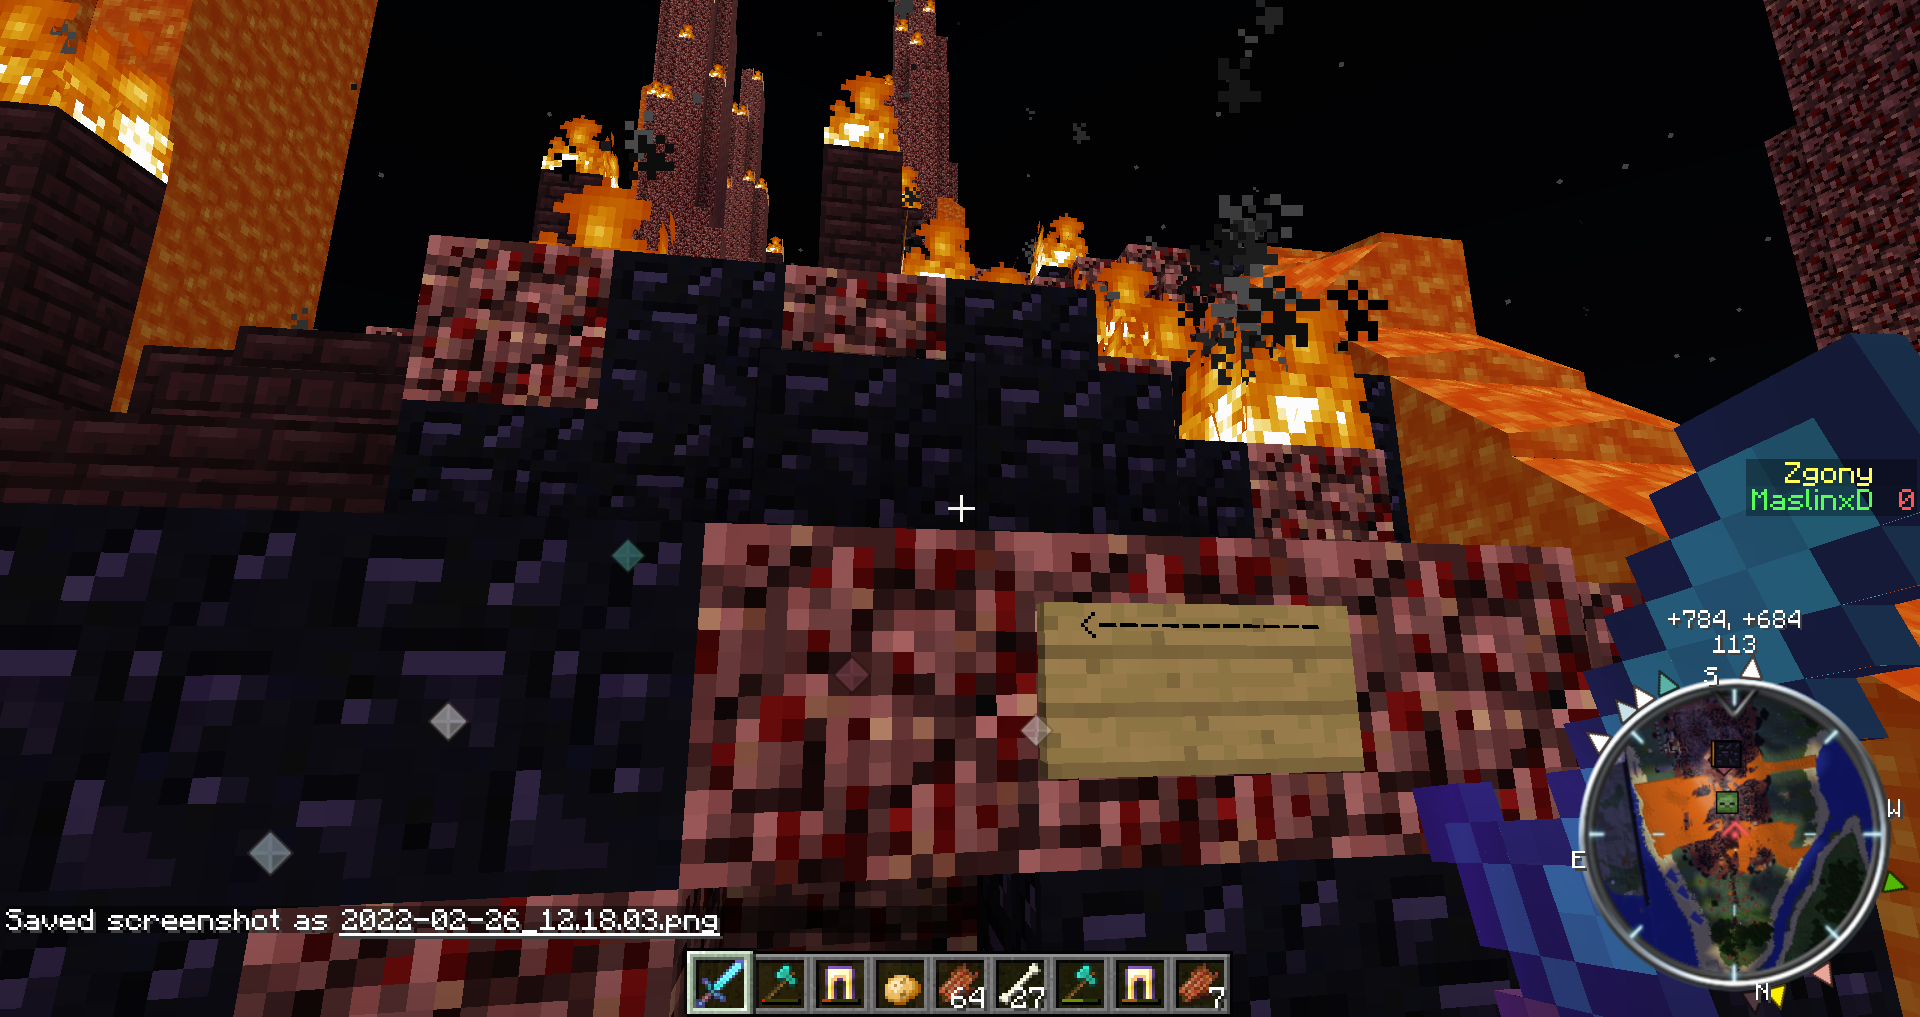 <--------------
Zgony
MaslinxD 0
+784, +684
113
S
W
E
N
Saved screenshot as 2022-02-26_12.18.03.png
64 27 7